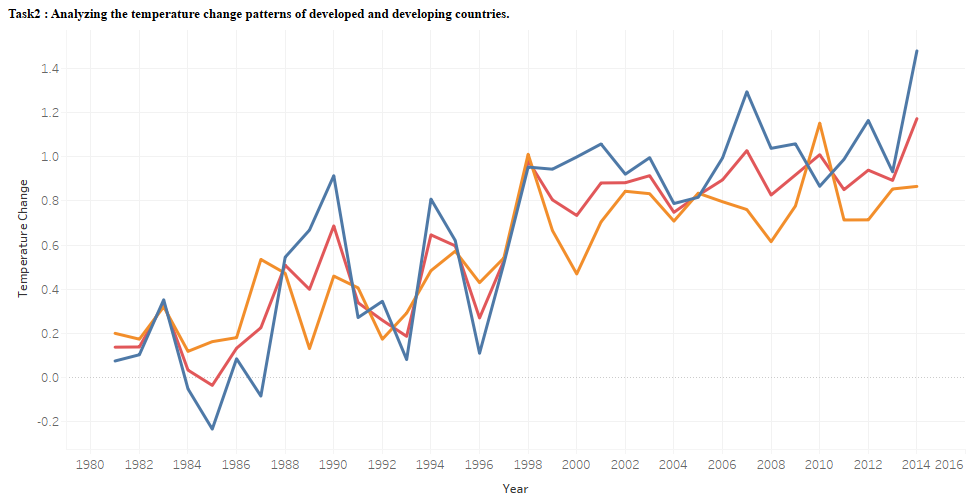 Task2 : Analyzing the temperature change patterns of developed and developing countries.
1.4
1.2
1.0
0.8
0.6
0.4
0.2
0.0
-0.2
Temperature Change
1980 1982 1984 1986 1988 1990 1992 1994 1996 1998 2000 2002 2004 2006 2008 2010 2012 2014 2016
Year